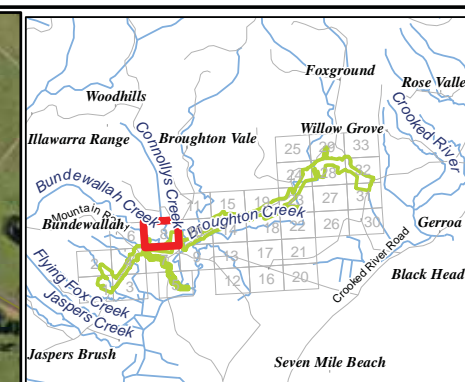 Foxground
Rose Valle
Woodhills
Crooked River
Connollys Creek
Willow Grove
33
Illawarra Range
Broughton Vale
25
29
24
28
32
Bundewallah Creek
11
15
19
23
27
31
Mountain R
Bundewallah
Broughton Creek
14
18
22
26
30
Gerroa
Crooked River Road
2
13
17
21
Flying Fox Creek
3
12
16
20
Black Head
Jaspers Creek
Jaspers Brush
Seven Mile Beach